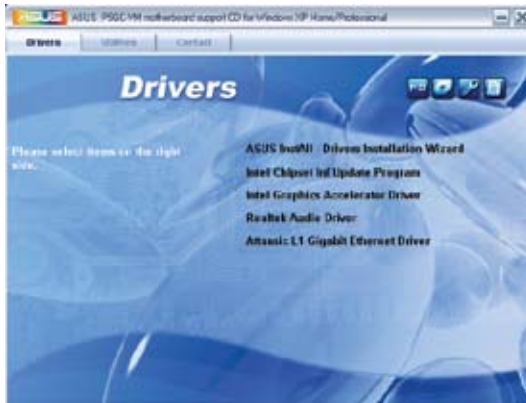 ASUS P5GC-VM motherboard support CD for Windows XP Home/Professional
Drivers Utilities Contact
Drivers
Please select items on the right side.
ASUS InstAll - Drivers Installation Wizard
Intel Chipset Inf Update Program
Intel Graphics Accelerator Driver
Realtek Audio Driver
Attansic L1 Gigabit Ethernet Driver